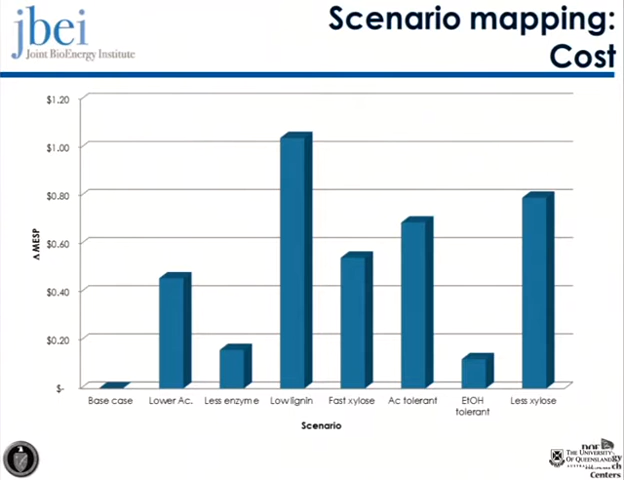 jbei
Joint BioEnergy Institute
Scenario mapping:
Cost
$1.20
$1.00
$0.80
$0.60
$0.40
$0.20
$-
Δ MESP
Base case
Lower Ac.
Less enzyme
Low lignin
Fast xylose
Ac tolerant
EtOH
tolerant
Less xylose
Scenario
THE UNIVERSITY
OF QUEENSLAND
Centers